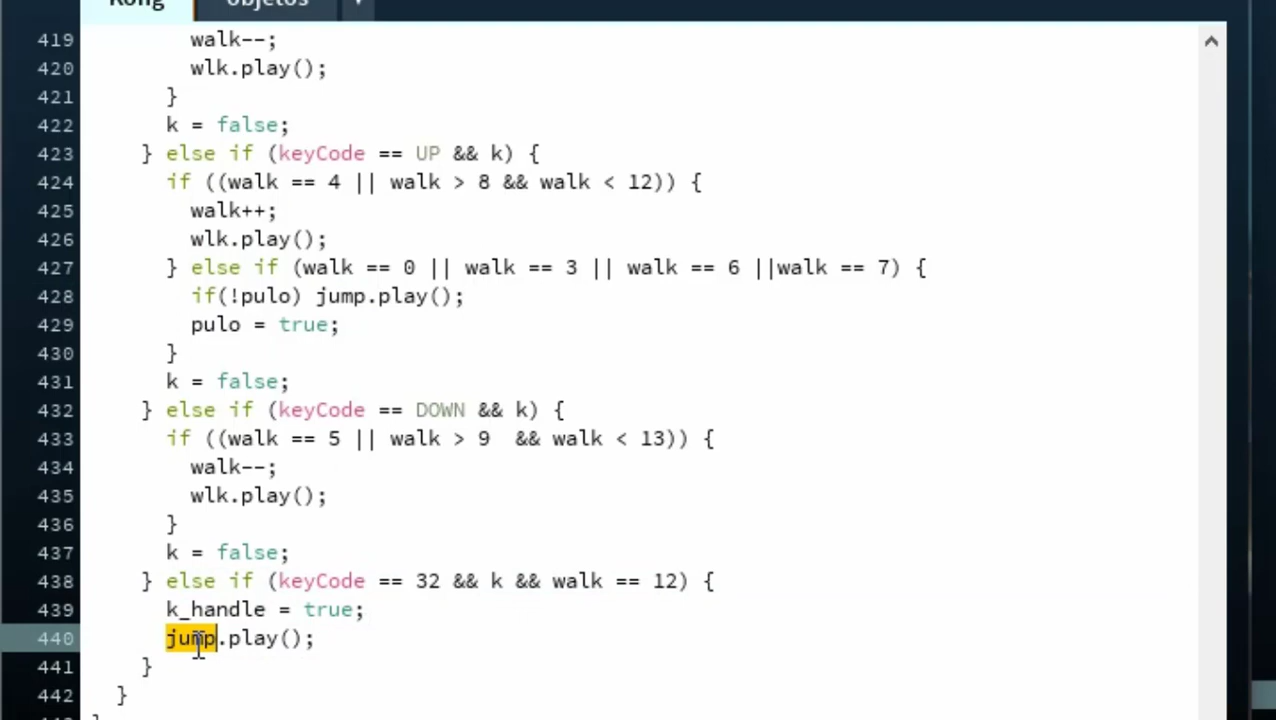 Kong objetos
419 walk--;
420 wlk.play();
421 }
422 k = false;
423 } else if (keyCode == UP && k) {
424 if ((walk == 4 || walk > 8 && walk < 12)) {
425 walk++;
426 wlk.play();
427 } else if (walk == 0 || walk == 3 || walk == 6 ||walk == 7) {
428 if(!pulo) jump.play();
429 pulo = true;
430 }
431 k = false;
432 } else if (keyCode == DOWN && k) {
433 if ((walk == 5 || walk > 9  && walk < 13)) {
434 walk--;
435 wlk.play();
436 }
437 k = false;
438 } else if (keyCode == 32 && k && walk == 12) {
439 k_handle = true;
440 jump.play();
441 }
442 }